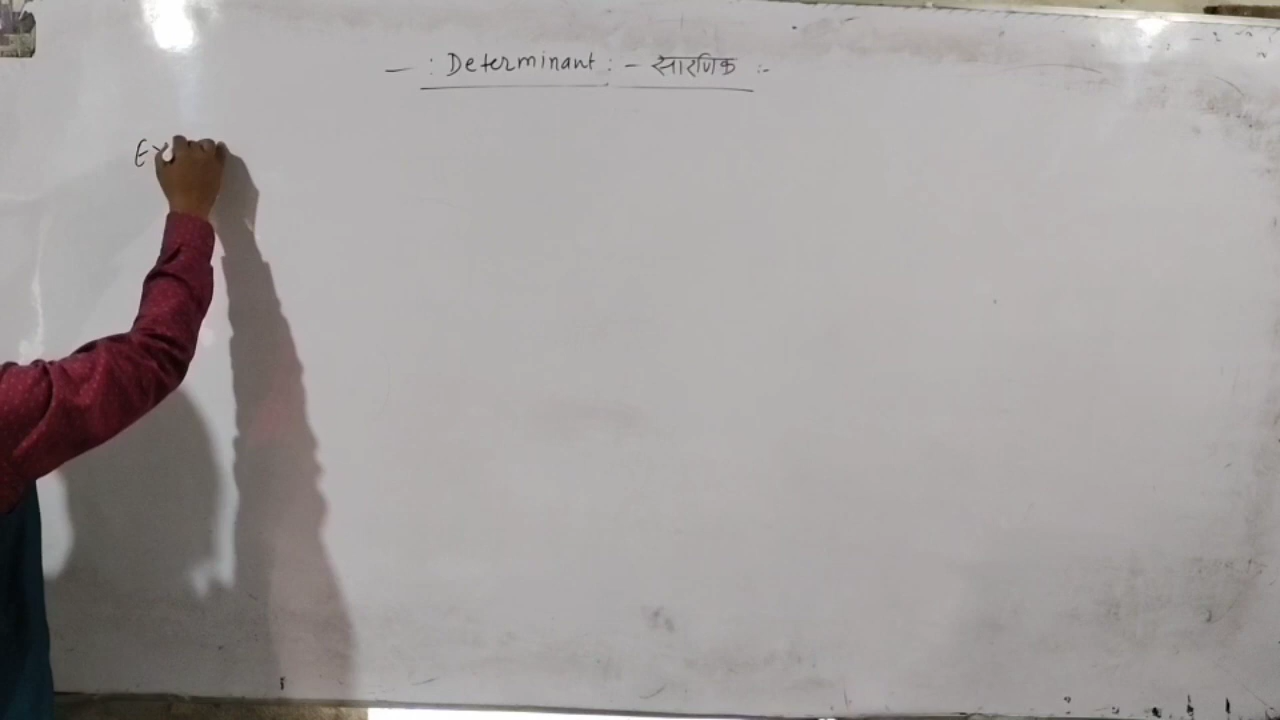 - : Determinant : - सारणिक :-
Ex